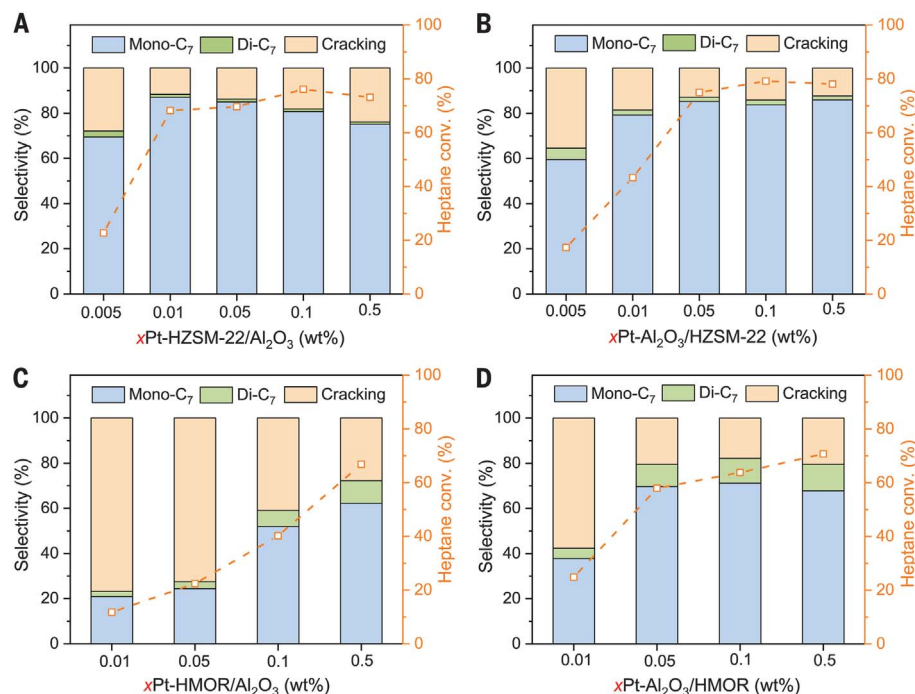 A
Mono-C₇ Di-C₇ Cracking
Selectivity (%)
100
80
60
40
20
0
0.005 0.01 0.05 0.1 0.5
xPt-HZSM-22/Al₂O₃ (wt%)
100
80
60
40
20
0
Heptane conv. (%)
B
Mono-C₇ Di-C₇ Cracking
Selectivity (%)
100
80
60
40
20
0
0.005 0.01 0.05 0.1 0.5
xPt-Al₂O₃/HZSM-22 (wt%)
100
80
60
40
20
0
Heptane conv. (%)
C
Mono-C₇ Di-C₇ Cracking
Selectivity (%)
100
80
60
40
20
0
0.01 0.05 0.1 0.5
xPt-HMOR/Al₂O₃ (wt%)
100
80
60
40
20
0
Heptane conv. (%)
D
Mono-C₇ Di-C₇ Cracking
Selectivity (%)
100
80
60
40
20
0
0.01 0.05 0.1 0.5
xPt-Al₂O₃/HMOR (wt%)
100
80
60
40
20
0
Heptane conv. (%)